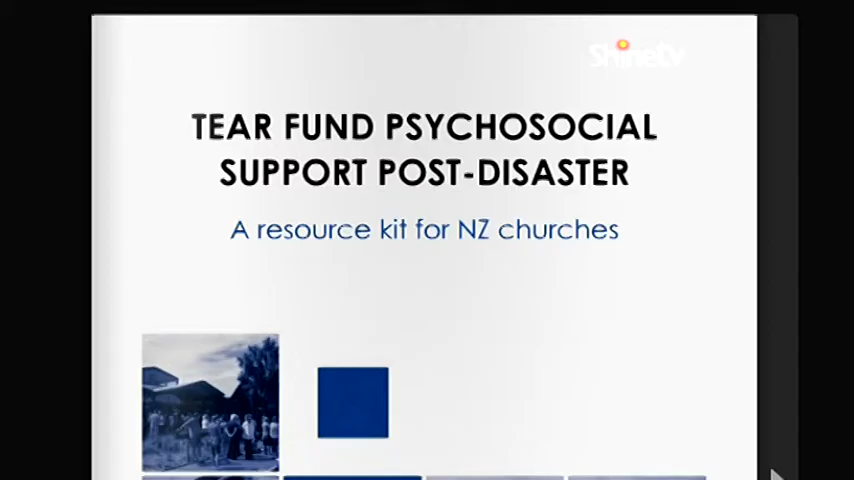 ShineTV
TEAR FUND PSYCHOSOCIAL
SUPPORT POST-DISASTER
A resource kit for NZ churches